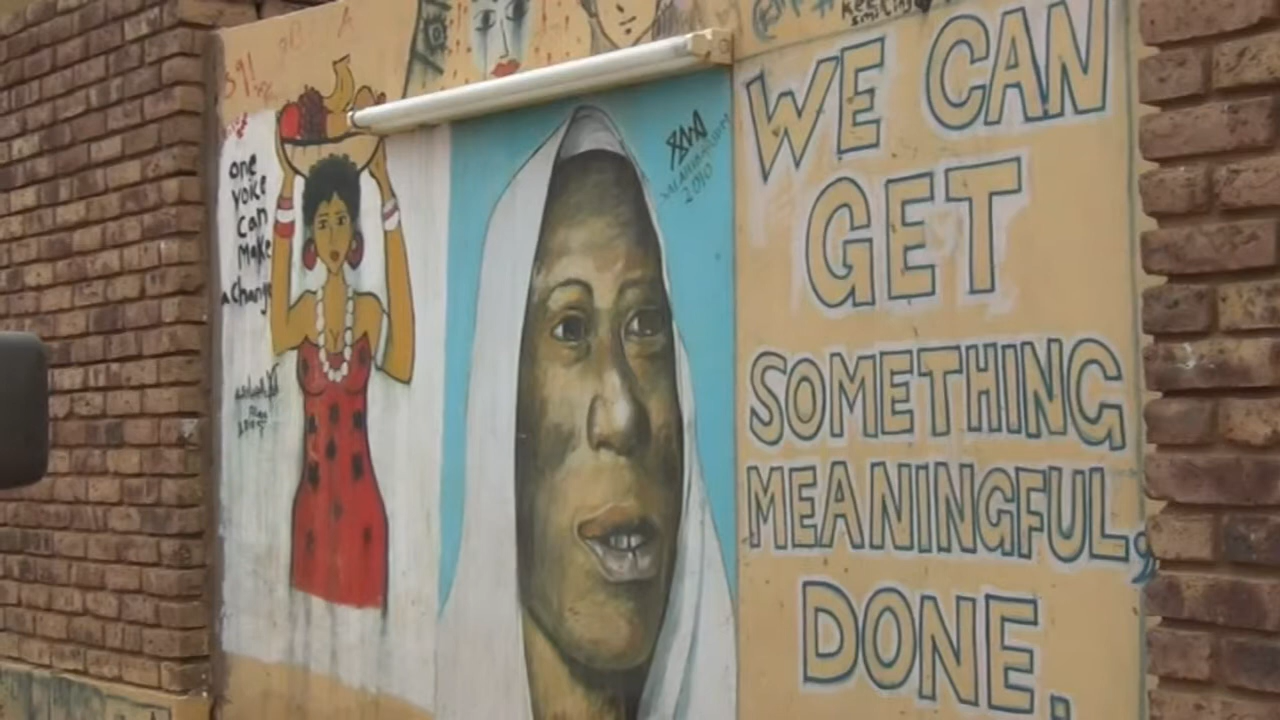 one
voice
can
make
a change
2010
WE CAN
GET
SOMETHING
MEANINGFUL,
DONE.